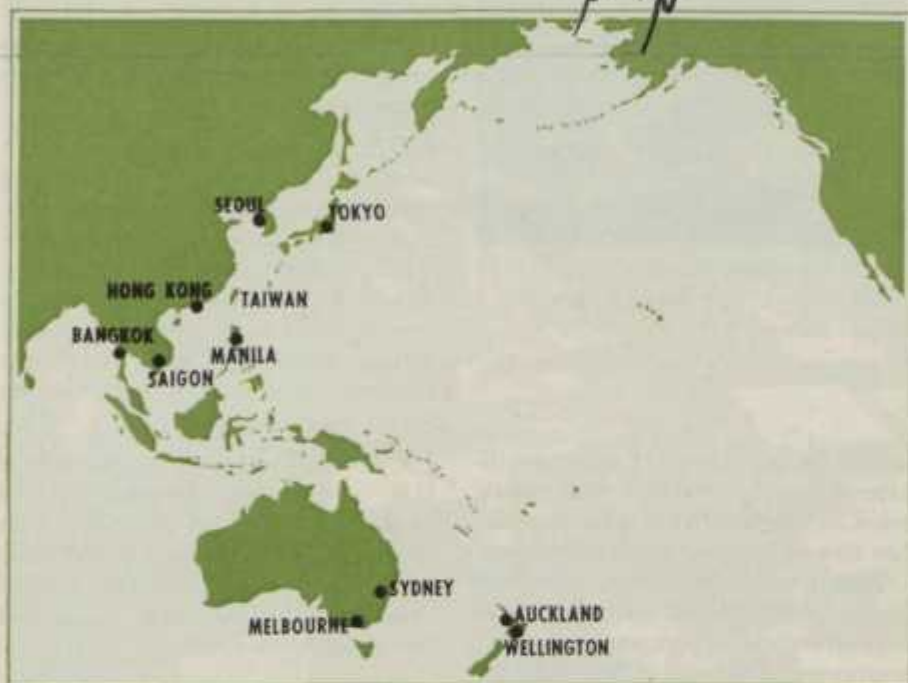 SEOUL
TOKYO
HONG KONG
TAIWAN
BANGKOK
MANILA
SAIGON
SYDNEY
MELBOURNE
AUCKLAND
WELLINGTON